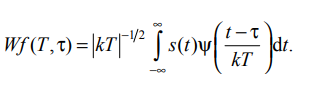 Wf(T,τ) = |kT|^{-1/2} ∫_{-∞}^{∞} s(t)ψ((t−τ)/kT)dt.